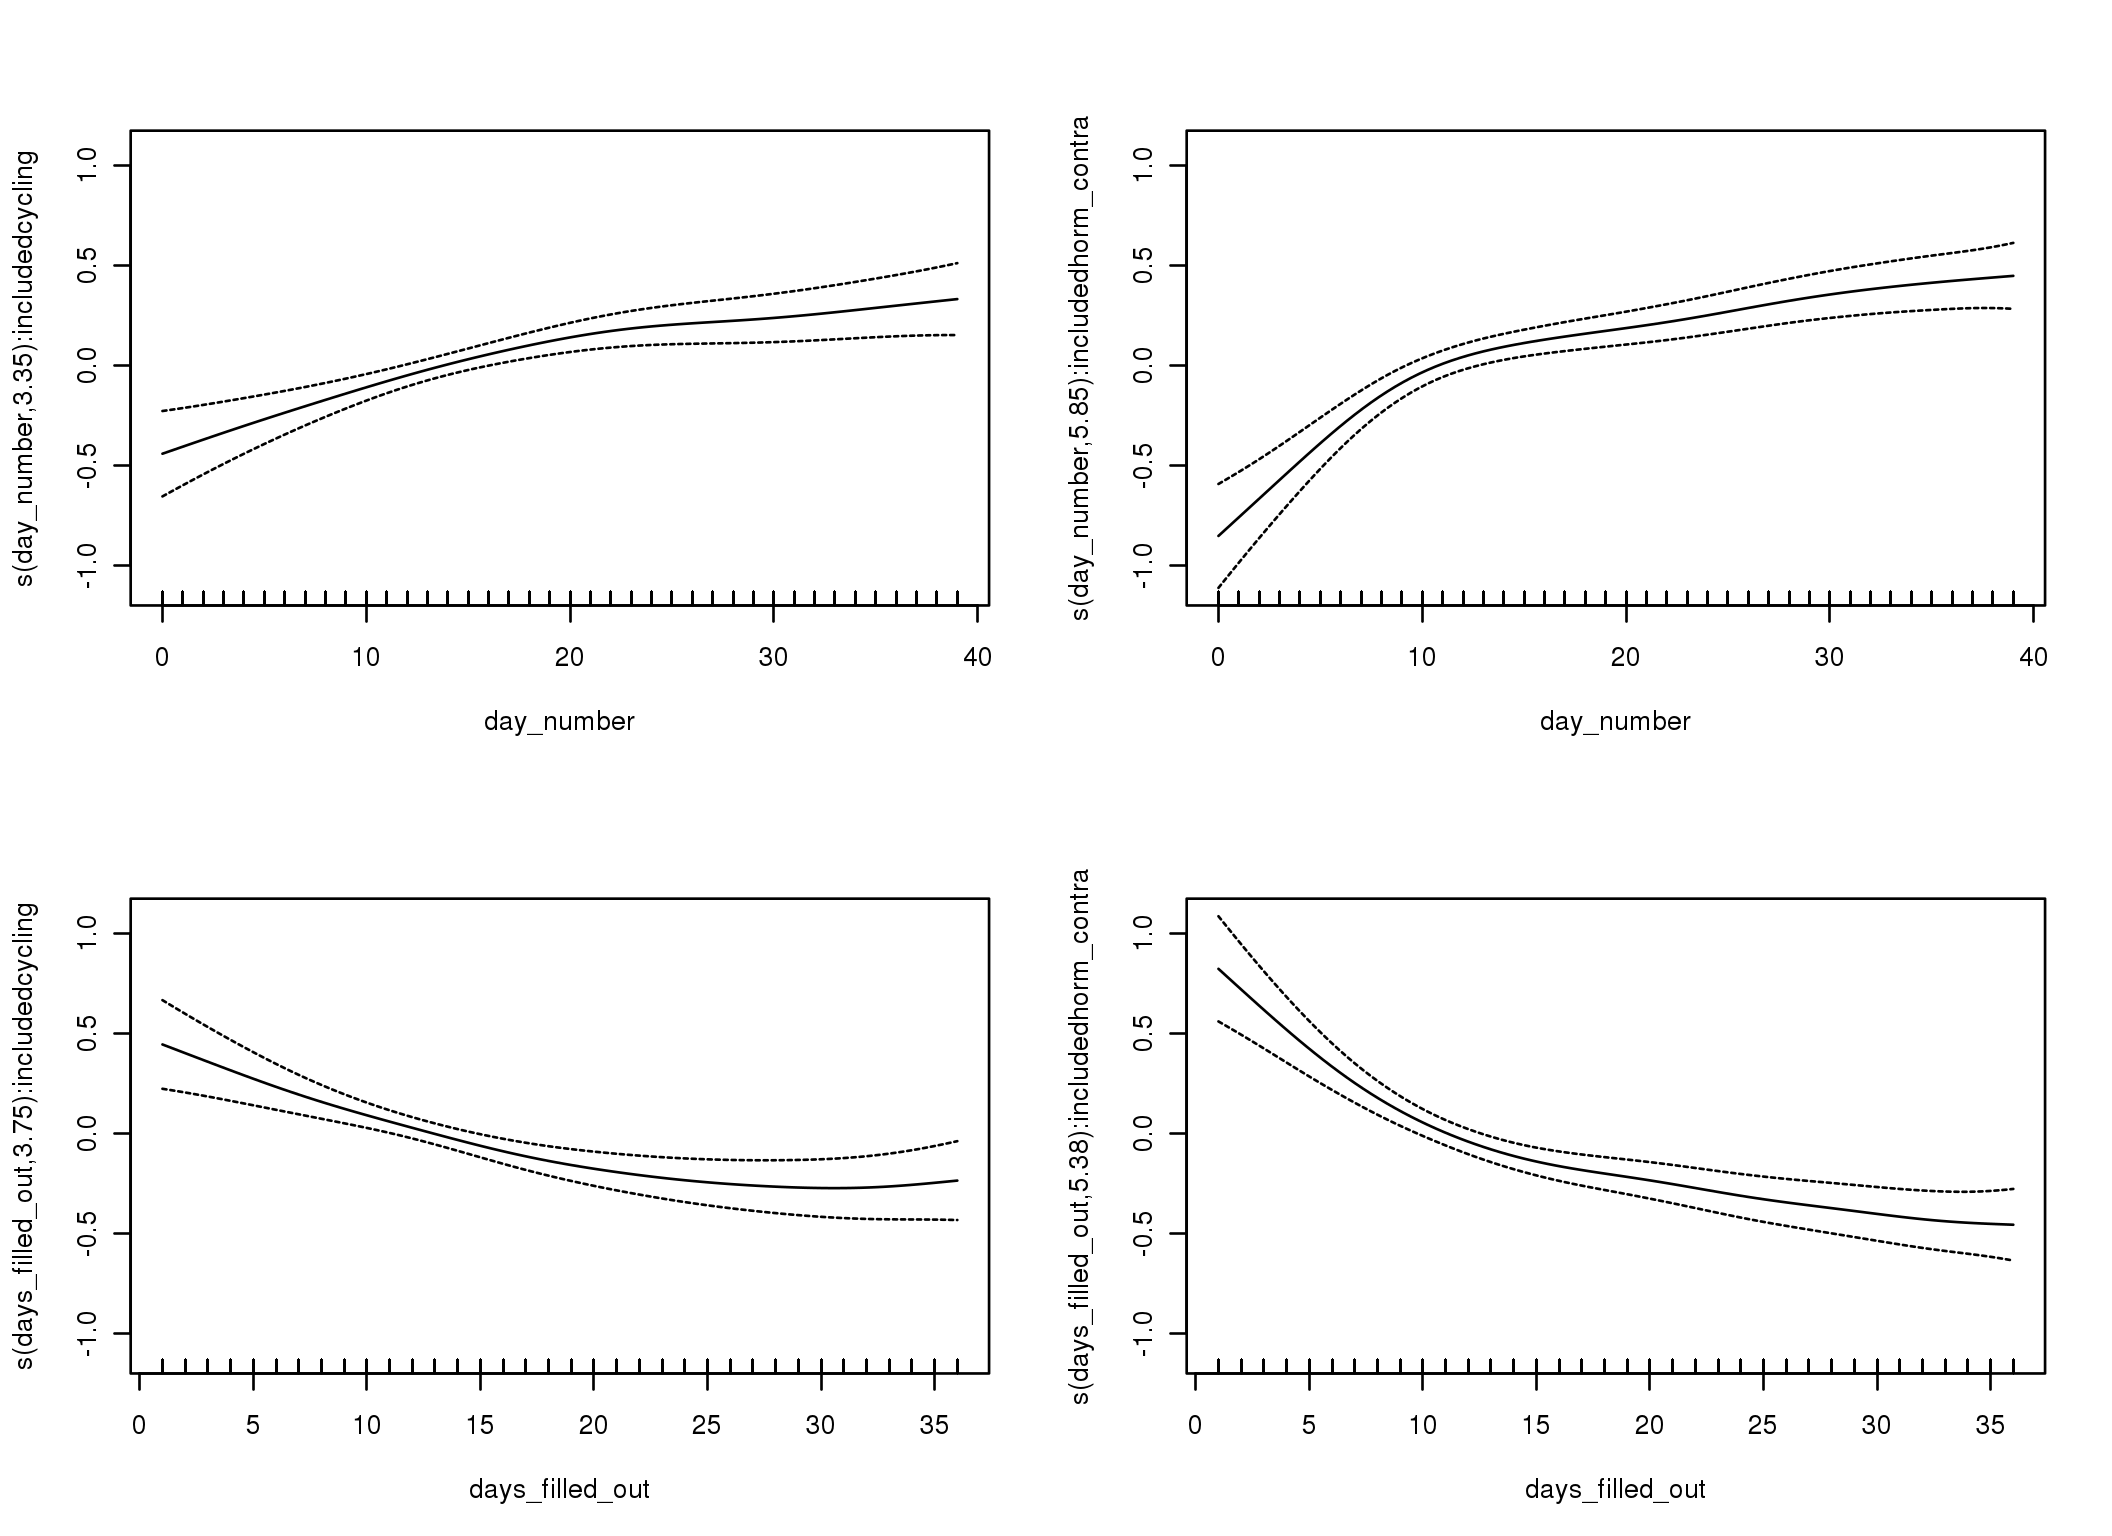 s(day_number,3.35):includedcycling
1.0
0.5
0.0
-0.5
-1.0
0 10 20 30 40
day_number
s(day_number,5.85):includedhorm_contra
1.0
0.5
0.0
-0.5
-1.0
0 10 20 30 40
day_number
s(days_filled_out,3.75):includedcycling
1.0
0.5
0.0
-0.5
-1.0
0 5 10 15 20 25 30 35
days_filled_out
s(days_filled_out,5.38):includedhorm_contra
1.0
0.5
0.0
-0.5
-1.0
0 5 10 15 20 25 30 35
days_filled_out